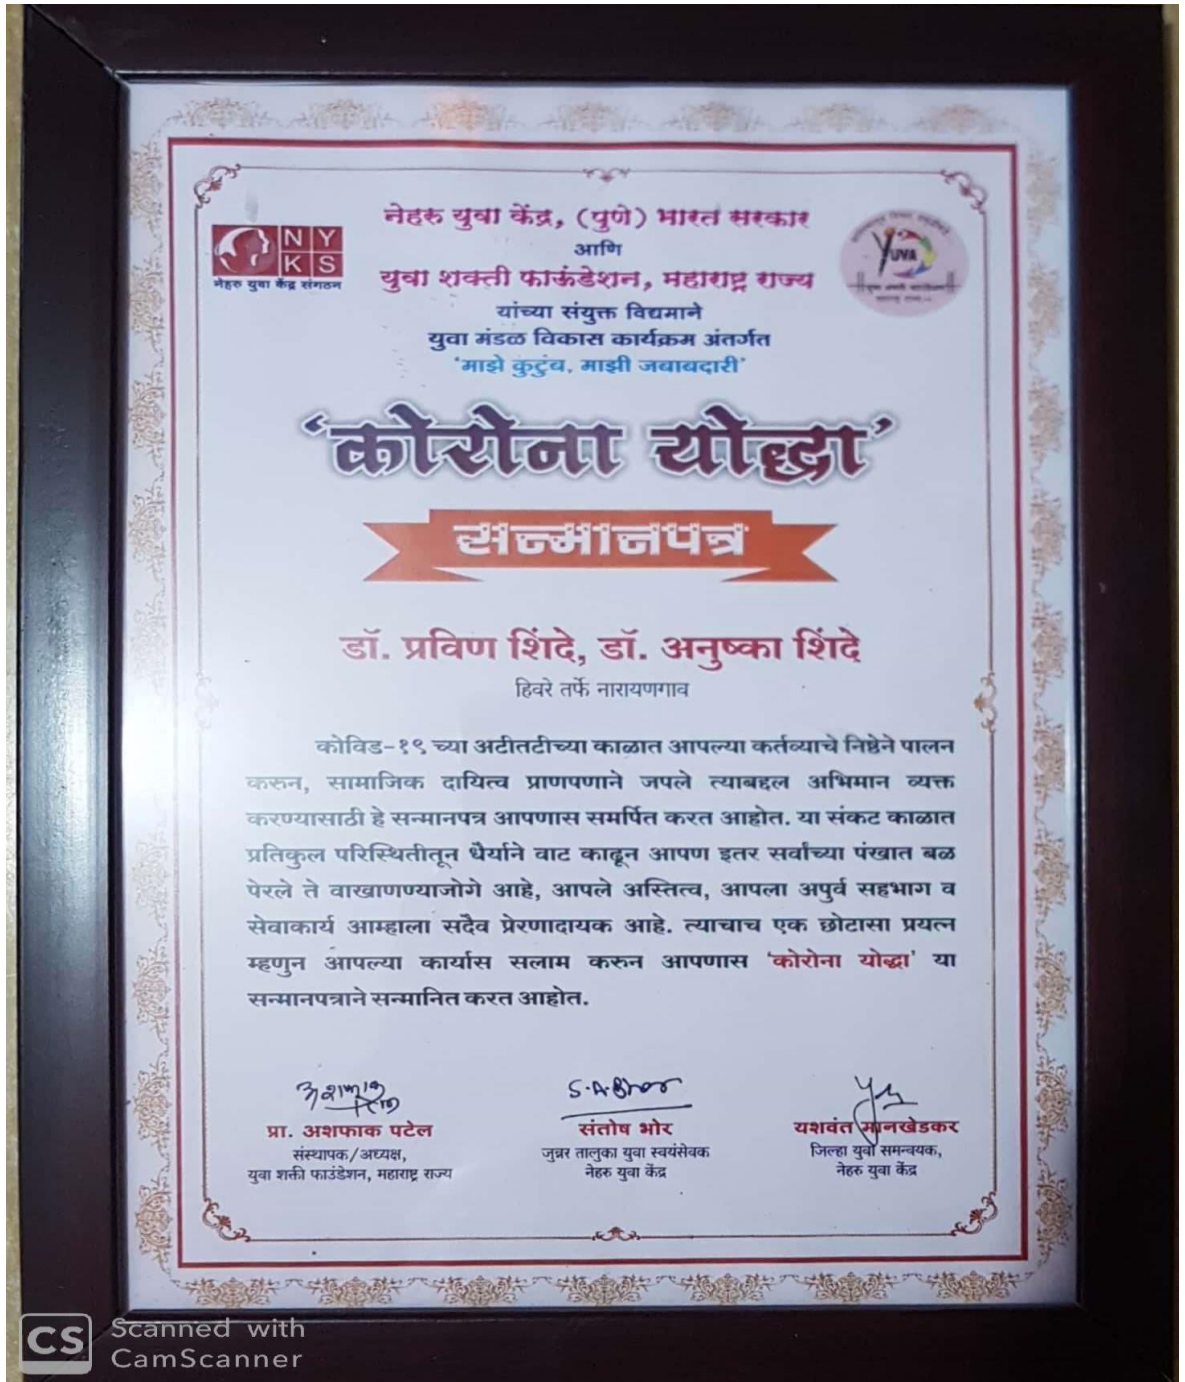 नेहरू युवा केंद्र, (पुणे) भारत सरकार
आणि
युवा शक्ती फाऊंडेशन, महाराष्ट्र राज्य
यांच्या संयुक्त विद्यमाने
युवा मंडळ विकास कार्यक्रम अंतर्गत
'माझे कुटुंब, माझी जबाबदारी'
NY
KS
नेहरु युवा केंद्र संगठन
YUVA
'कोरोना योद्धा'
सन्मानपत्र
डॉ. प्रविण शिंदे, डॉ. अनुष्का शिंदे
हिवरे तर्फे नारायणगाव
कोविड-१९ च्या अटीतटीच्या काळात आपल्या कर्तव्याचे निष्ठेने पालन
करुन, सामाजिक दायित्व प्राणपणाने जपले त्याबद्दल अभिमान व्यक्त
करण्यासाठी हे सन्मानपत्र आपणास समर्पित करत आहोत. या संकट काळात
प्रतिकुल परिस्थितीतून धैर्याने वाट काढून आपण इतर सर्वांच्या पंखात बळ
पेरले ते वाखाणण्याजोगे आहे, आपले अस्तित्व, आपला अपुर्व सहभाग व
सेवाकार्य आम्हाला सदैव प्रेरणादायक आहे. त्याचाच एक छोटासा प्रयत्न
म्हणुन आपल्या कार्यास सलाम करुन आपणास 'कोरोना योद्धा' या
सन्मानपत्राने सन्मानित करत आहोत.
S.A.Bhor
प्रा. अशफाक पटेल
संस्थापक/अध्यक्ष,
युवा शक्ती फाउंडेशन, महाराष्ट्र राज्य
संतोष भोर
जुन्नर तालुका युवा स्वयंसेवक
नेहरु युवा केंद्र
यशवंत मानखेडकर
जिल्हा युवा समन्वयक,
नेहरु युवा केंद्र
CS
Scanned with
CamScanner